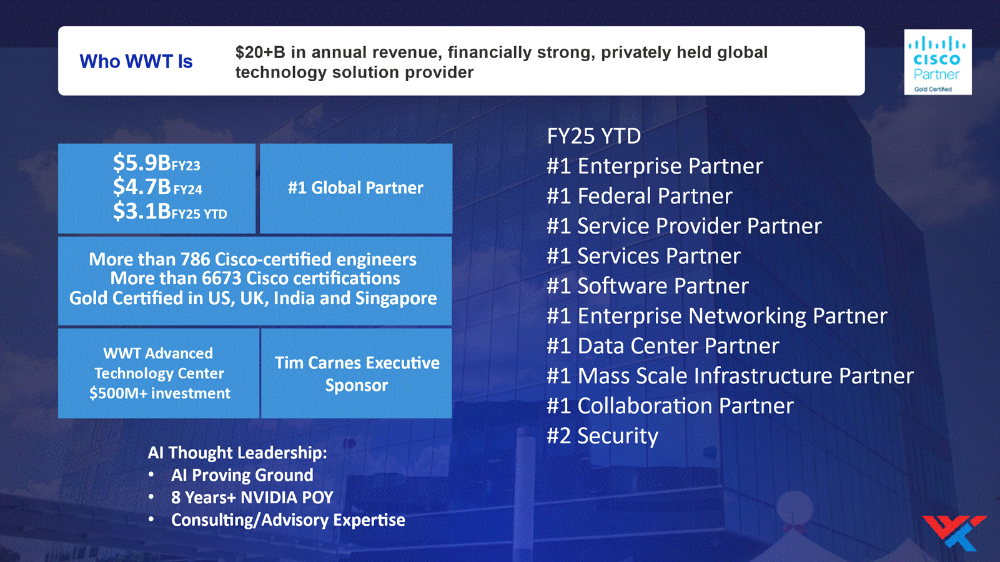 Who WWT Is
$20+B in annual revenue, financially strong, privately held global
technology solution provider
CISCO
Partner
Gold Certified
$5.9BFY23
$4.7B FY24
$3.1BFY25 YTD
#1 Global Partner
More than 786 Cisco-certified engineers
More than 6673 Cisco certifications
Gold Certified in US, UK, India and Singapore
WWT Advanced
Technology Center
$500M+ investment
Tim Carnes Executive
Sponsor
AI Thought Leadership:
• AI Proving Ground
• 8 Years+ NVIDIA POY
• Consulting/Advisory Expertise
FY25 YTD
#1 Enterprise Partner
#1 Federal Partner
#1 Service Provider Partner
#1 Services Partner
#1 Software Partner
#1 Enterprise Networking Partner
#1 Data Center Partner
#1 Mass Scale Infrastructure Partner
#1 Collaboration Partner
#2 Security